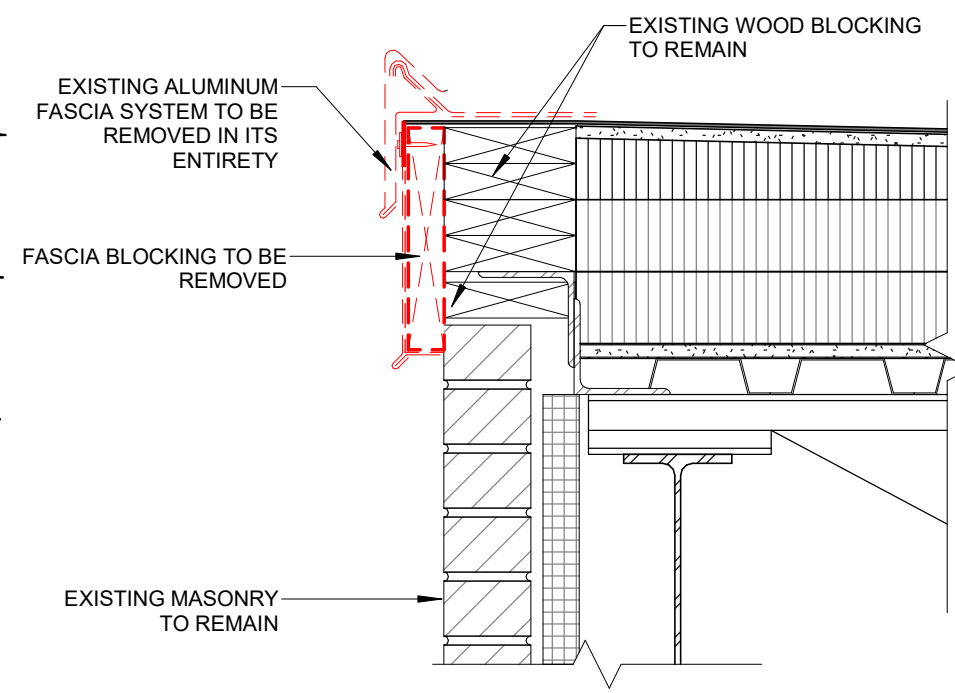 EXISTING WOOD BLOCKING
TO REMAIN
EXISTING ALUMINUM
FASCIA SYSTEM TO BE
REMOVED IN ITS
ENTIRETY
FASCIA BLOCKING TO BE
REMOVED
EXISTING MASONRY
TO REMAIN